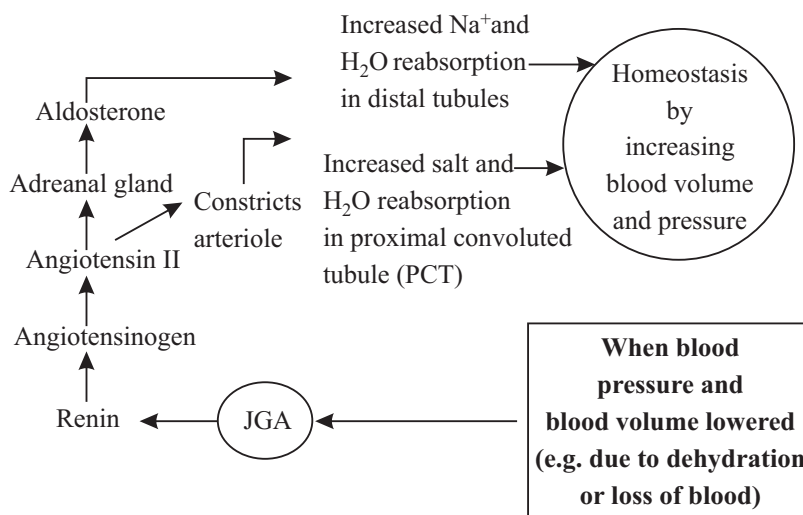 Increased Na⁺and
H₂O reabsorption
in distal tubules
Homeostasis
by
increasing
blood volume
and pressure
Aldosterone
Adreanal gland
Increased salt and
H₂O reabsorption
in proximal convoluted
tubule (PCT)
Constricts
arteriole
Angiotensin II
Angiotensinogen
Renin
JGA
When blood
pressure and
blood volume lowered
(e.g. due to dehydration
or loss of blood)